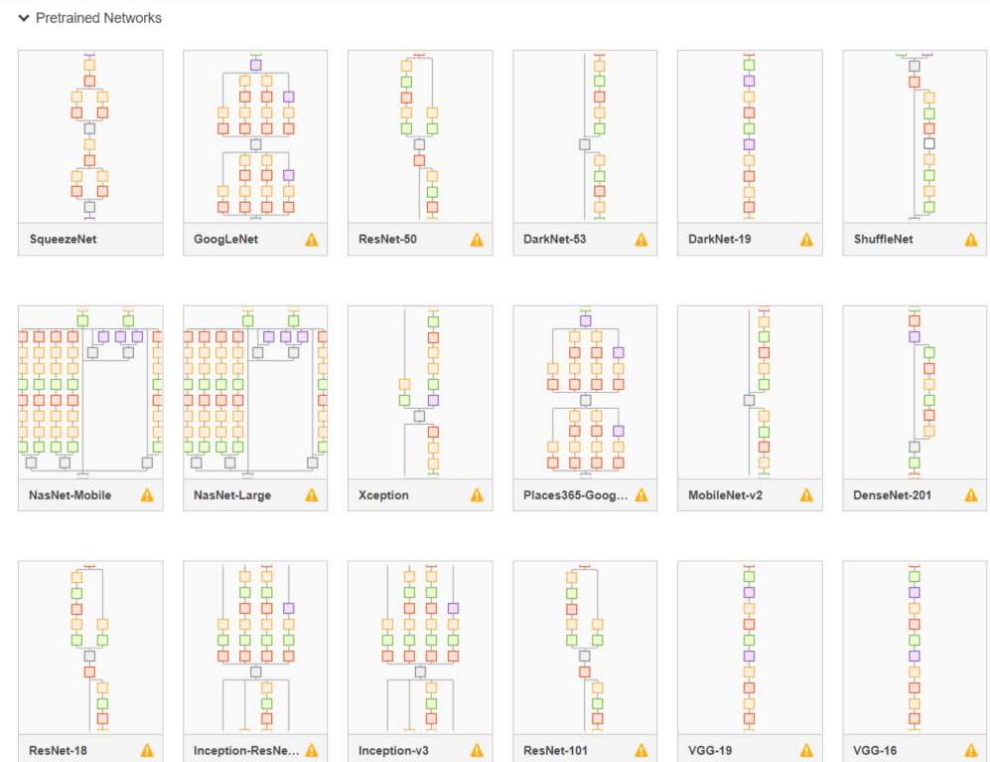 Pretrained Networks
SqueezeNet
GoogLeNet
ResNet-50
DarkNet-53
DarkNet-19
ShuffleNet
NasNet-Mobile
NasNet-Large
Xception
Places365-Goog...
MobileNet-v2
DenseNet-201
ResNet-18
Inception-ResNe...
Inception-v3
ResNet-101
VGG-19
VGG-16